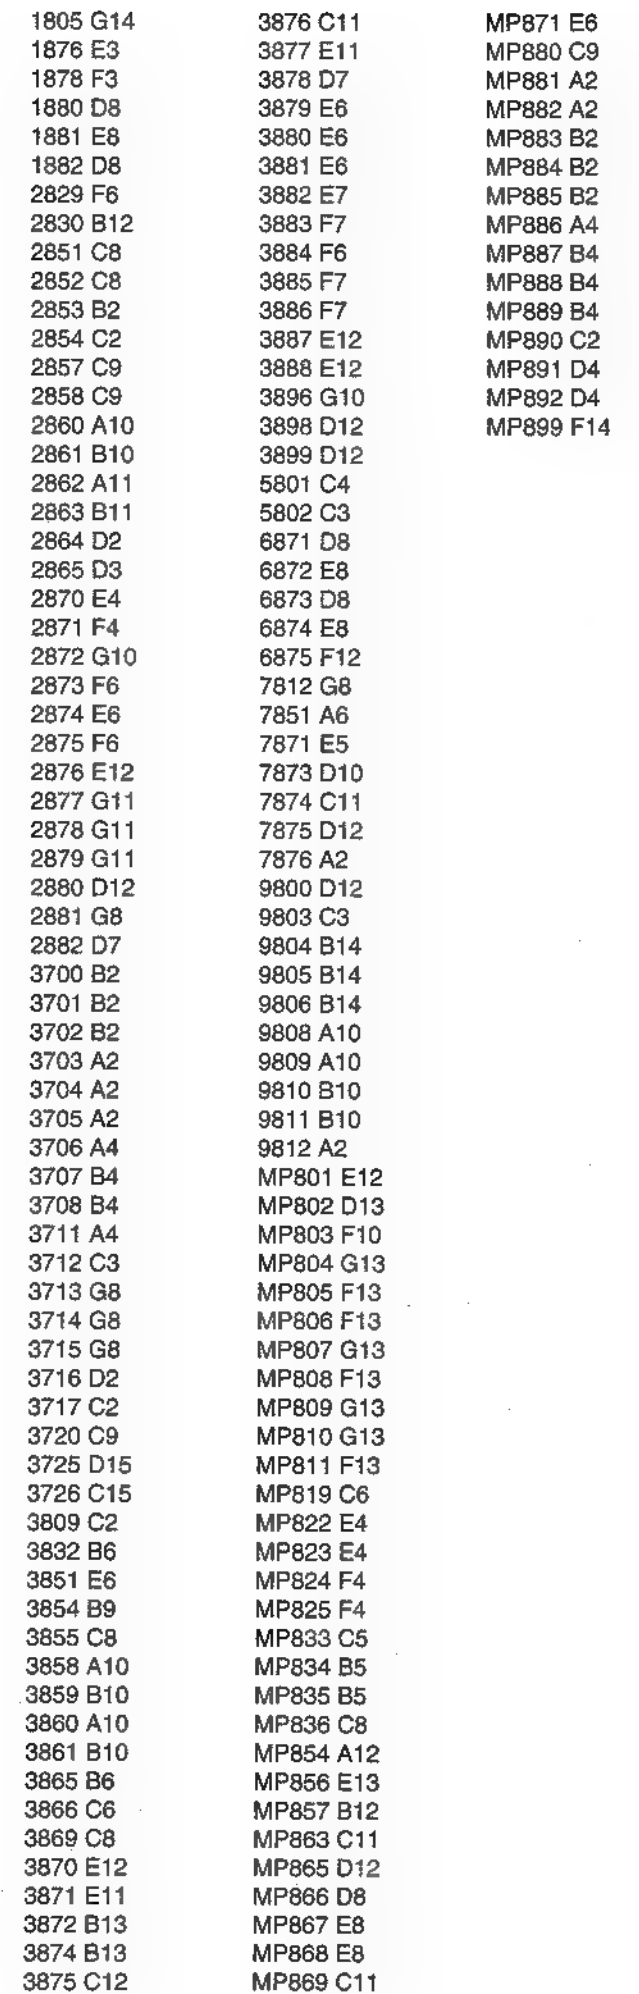 1805 G14
1876 E3
1878 F3
1880 D8
1881 E8
1882 D8
2829 F6
2830 B12
2851 C8
2852 C8
2853 B2
2854 C2
2857 C9
2858 C9
2860 A10
2861 B10
2862 A11
2863 B11
2864 D2
2865 D3
2870 E4
2871 F4
2872 G10
2873 F6
2874 E6
2875 F6
2876 E12
2877 G11
2878 G11
2879 G11
2880 D12
2881 G8
2882 D7
3700 B2
3701 B2
3702 B2
3703 A2
3704 A2
3705 A2
3706 A4
3707 B4
3708 B4
3711 A4
3712 C3
3713 G8
3714 G8
3715 G8
3716 D2
3717 C2
3720 C9
3725 D15
3726 C15
3809 C2
3832 B6
3851 E6
3854 B9
3855 C8
3858 A10
3859 B10
3860 A10
3861 B10
3865 B6
3866 C6
3869 C8
3870 E12
3871 E11
3872 B13
3874 B13
3875 C12
3876 C11
3877 E11
3878 D7
3879 E6
3880 E6
3881 E6
3882 E7
3883 F7
3884 F6
3885 F7
3886 F7
3887 E12
3888 E12
3896 G10
3898 D12
3899 D12
5801 C4
5802 C3
6871 D8
6872 E8
6873 D8
6874 E8
6875 F12
7812 G8
7851 A6
7871 E5
7873 D10
7874 C11
7875 D12
7876 A2
9800 D12
9803 C3
9804 B14
9805 B14
9806 B14
9808 A10
9809 A10
9810 B10
9811 B10
9812 A2
MP801 E12
MP802 D13
MP803 F10
MP804 G13
MP805 F13
MP806 F13
MP807 G13
MP808 F13
MP809 G13
MP810 G13
MP811 F13
MP819 C6
MP822 E4
MP823 E4
MP824 F4
MP825 F4
MP833 C5
MP834 B5
MP835 B5
MP836 C8
MP854 A12
MP856 E13
MP857 B12
MP863 C11
MP865 D12
MP866 D8
MP867 E8
MP868 E8
MP869 C11
MP871 E6
MP880 C9
MP881 A2
MP882 A2
MP883 B2
MP884 B2
MP885 B2
MP886 A4
MP887 B4
MP888 B4
MP889 B4
MP890 C2
MP891 D4
MP892 D4
MP899 F14